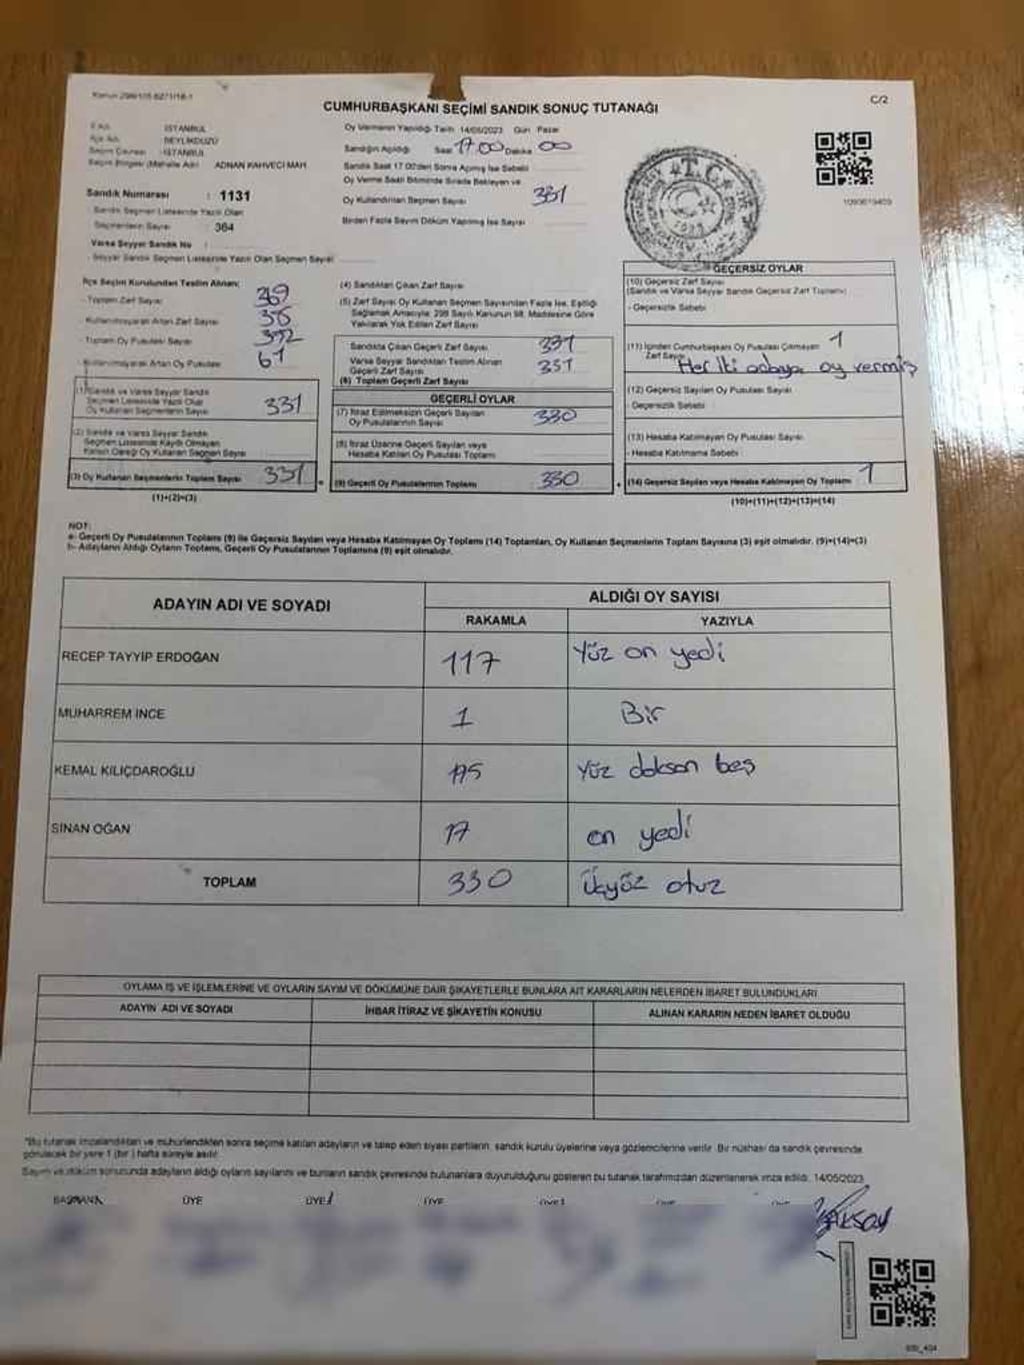 Kanun 298/105 6271/18-1
C/2
CUMHURBAŞKANI SEÇİMİ SANDIK SONUÇ TUTANAĞI
İl Adı : İSTANBUL
İlçe Adı : BEYLİKDÜZÜ
Seçim Çevresi : İSTANBUL
Seçim Bölgesi (Mahalle Adı) ADNAN KAHVECİ MAH.
Sandık Numarası : 1131
Sandık Seçmen Listesinde Yazılı Olan
Seçmenlerin Sayısı 364
Varsa Seyyar Sandık No :
Seyyar Sandık Seçmen Listesinde Yazılı Olan Seçmen Sayısı
Oy Vermenin Yapıldığı Tarih 14/05/2023 Gün Pazar
Sandığın Açıldığı Saat 17.00 Dakika 00
Sandık Saat 17.00'den Sonra Açılmış İse Sebebi
Oy Verme Saati Bitiminde Sırada Bekleyen ve
Oy Kullandırılan Seçmen Sayısı 331
Birden Fazla Sayım Döküm Yapılmış İse Sayısı
T.C.
İlçe Seçim Kurulundan Teslim Alınan;
- Toplam Zarf Sayısı 369
- Kullanılmayarak Artan Zarf Sayısı 38
- Toplam Oy Pusulası Sayısı 392
- Kullanılmayarak Artan Oy Pusulası 61
(1) Sandık ve Varsa Seyyar Sandık
Seçmen Listesinde Yazılı Olup
Oy Kullanan Seçmenlerin Sayısı 331
(2) Sandık ve Varsa Seyyar Sandık
Seçmen Listesinde Kayıtlı Olmayan
Kanun Gereği Oy Kullanan Seçmen Sayısı
(3) Oy Kullanan Seçmenlerin Toplam Sayısı 331
(1)+(2)=(3)
(4) Sandıktan Çıkan Zarf Sayısı
(5) Zarf Sayısı Oy Kullanan Seçmen Sayısından Fazla İse, Eşitliği
Sağlamak Amacıyla; 298 Sayılı Kanunun 98. Maddesine Göre
Yakılarak Yok Edilen Zarf Sayısı
Sandıkta Çıkan Geçerli Zarf Sayısı 331
Varsa Seyyar Sandıktan Teslim Alınan
Geçerli Zarf Sayısı 331
(6) Toplam Geçerli Zarf Sayısı
GEÇERLİ OYLAR
(7) İtiraz Edilmeksizin Geçerli Sayılan
Oy Pusulasının Sayısı 330
(8) İtiraz Üzerine Geçerli Sayılan veya
Hesaba Katılan Oy Pusulası Toplamı
(9) Geçerli Oy Pusulalarının Toplamı 330
GEÇERSİZ OYLAR
(10) Geçersiz Zarf Sayısı
(Sandık ve Varsa Seyyar Sandık Geçersiz Zarf Toplamı)
- Geçersizlik Sebebi
(11) İçinden Cumhurbaşkanı Oy Pusulası Çıkmayan 1
Zarf Sayısı
Her iki adaya oy vermiş
(12) Geçersiz Sayılan Oy Pusulası Sayısı
- Geçersizlik Sebebi
(13) Hesaba Katılmayan Oy Pusulası Sayısı
- Hesaba Katılmama Sebebi
(14) Geçersiz Sayılan veya Hesaba Katılmayan Oy Toplamı 1
(10)+(11)+(12)+(13)=(14)
NOT:
a- Geçerli Oy Pusulalarının Toplamı (9) ile Geçersiz Sayılan veya Hesaba Katılmayan Oy Toplamı (14) Toplamları, Oy Kullanan Seçmenlerin Toplam Sayısına (3) eşit olmalıdır. (9)+(14)=(3)
b- Adayların Aldığı Oyların Toplamı, Geçerli Oy Pusulalarının Toplamına (9) eşit olmalıdır.
ADAYIN ADI VE SOYADI
ALDIĞI OY SAYISI
RAKAMLA YAZIYLA
RECEP TAYYİP ERDOĞAN 117 Yüz on yedi
MUHARREM İNCE 1 Bir
KEMAL KILIÇDAROĞLU 195 Yüz doksan beş
SİNAN OĞAN 17 on yedi
TOPLAM 330 Üçyüz otuz
OYLAMA İŞ VE İŞLEMLERİNE VE OYLARIN SAYIM VE DÖKÜMÜNE DAİR ŞİKAYETLERLE BUNLARA AİT KARARLARIN NELERDEN İBARET BULUNDUKLARI
ADAYIN ADI VE SOYADI İHBAR İTİRAZ VE ŞİKAYETİN KONUSU ALINAN KARARIN NEDEN İBARET OLDUĞU
"Bu tutanak imzalandıktan ve mühürlendikten sonra seçime katılan adayların ve talep eden siyasi partilerin, sandık kurulu üyelerine veya gözlemcilerine verilir. Bir nüshası da sandık çevresinde
görülecek bir yere 1 (bir ) hafta süreyle asılır.
Sayım ve döküm sonucunda adayların aldığı oyların sayılarını ve bunların sandık çevresinde bulunanlara duyurulduğunu gösteren bu tutanak tarafımızdan düzenlenerek imza edildi. 14/05/2023
BAŞKAN ÜYE ÜYE ÜYE ÜYE
AKSOY